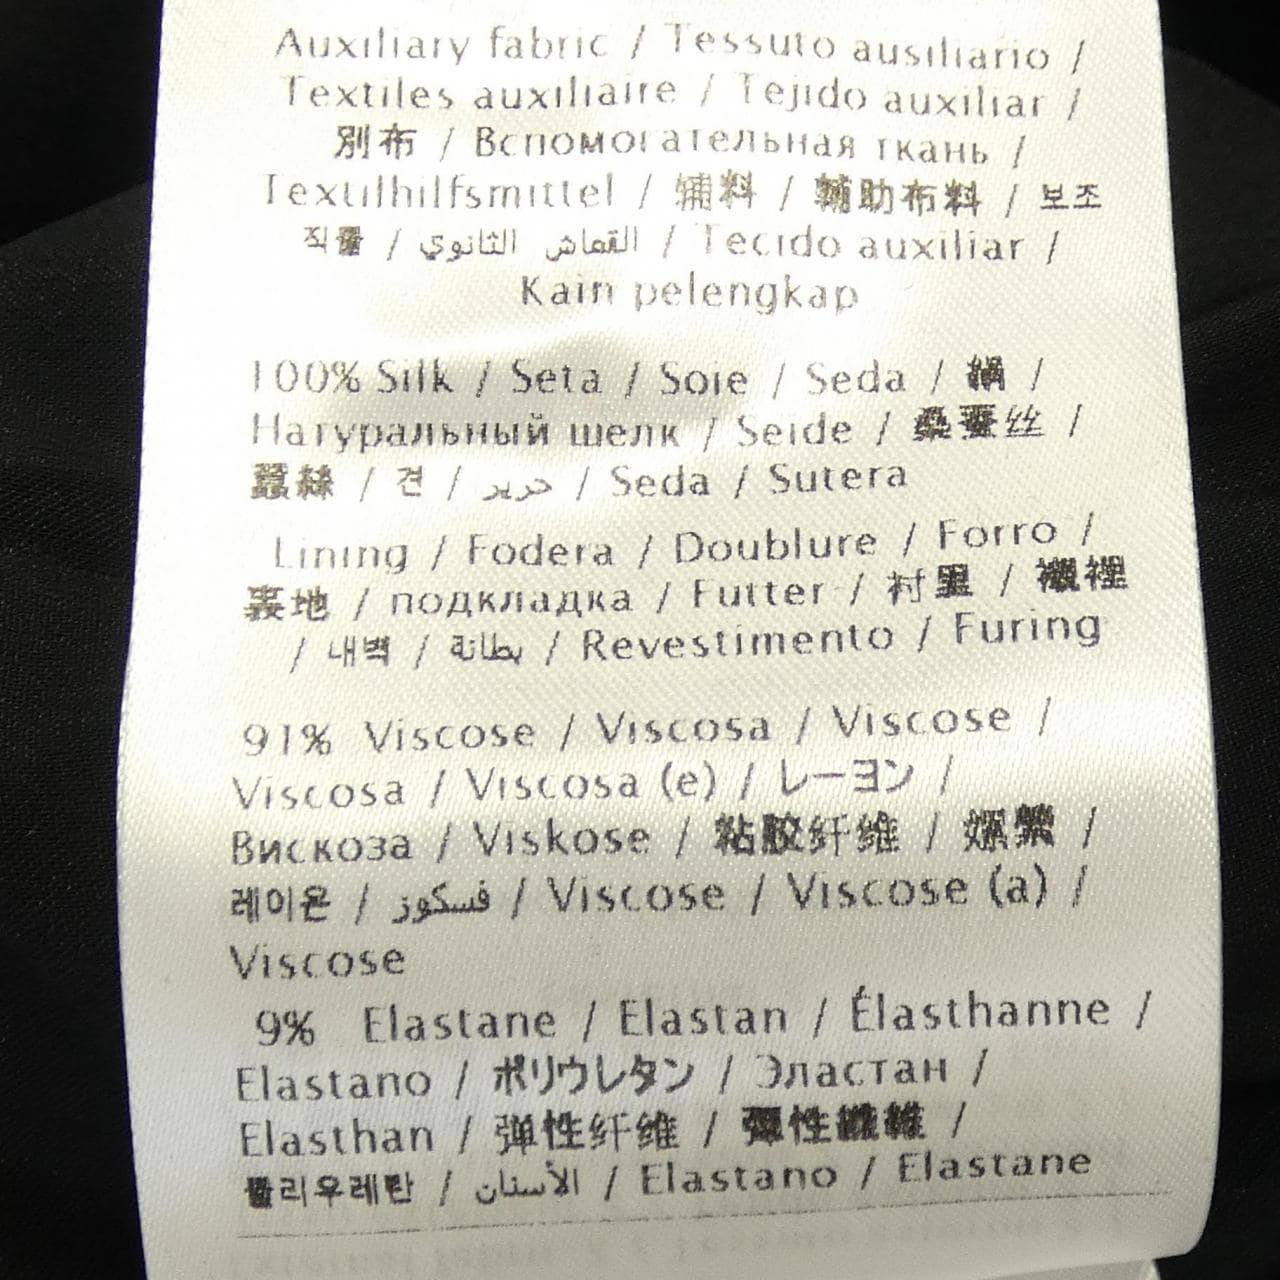 Auxiliary fabric / Tessuto ausiliario /
Textiles auxiliaire / Tejido auxiliar /
別布 / Вспомогательная ткань /
Textilhilfsmittel / 辅料 / 輔助布料 / 보조
직물 / القماش الثانوي / Tecido auxiliar /
Kain pelengkap
100% Silk / Seta / Soie / Seda / 絹 /
Натуральный шелк / Seide / 桑蚕丝 /
蠶絲 / 견 / حرير / Seda / Sutera
Lining / Fodera / Doublure / Forro /
裏地 / подкладка / Futter / 衬里 / 襯裡
/ 내벽 / بطانة / Revestimento / Furing
91% Viscose / Viscosa / Viscose /
Viscosa / Viscosa (e) / レーヨン /
Вискоза / Viskose / 粘胶纤维 / 嫘縈 /
레이온 / فسكوز / Viscose / Viscose (a) /
Viscose
9% Elastane / Elastan / Élasthanne /
Elastano / ポリウレタン / Эластан /
Elasthan / 弹性纤维 / 彈性纖維 /
폴리우레탄 / الأستان / Elastano / Elastane